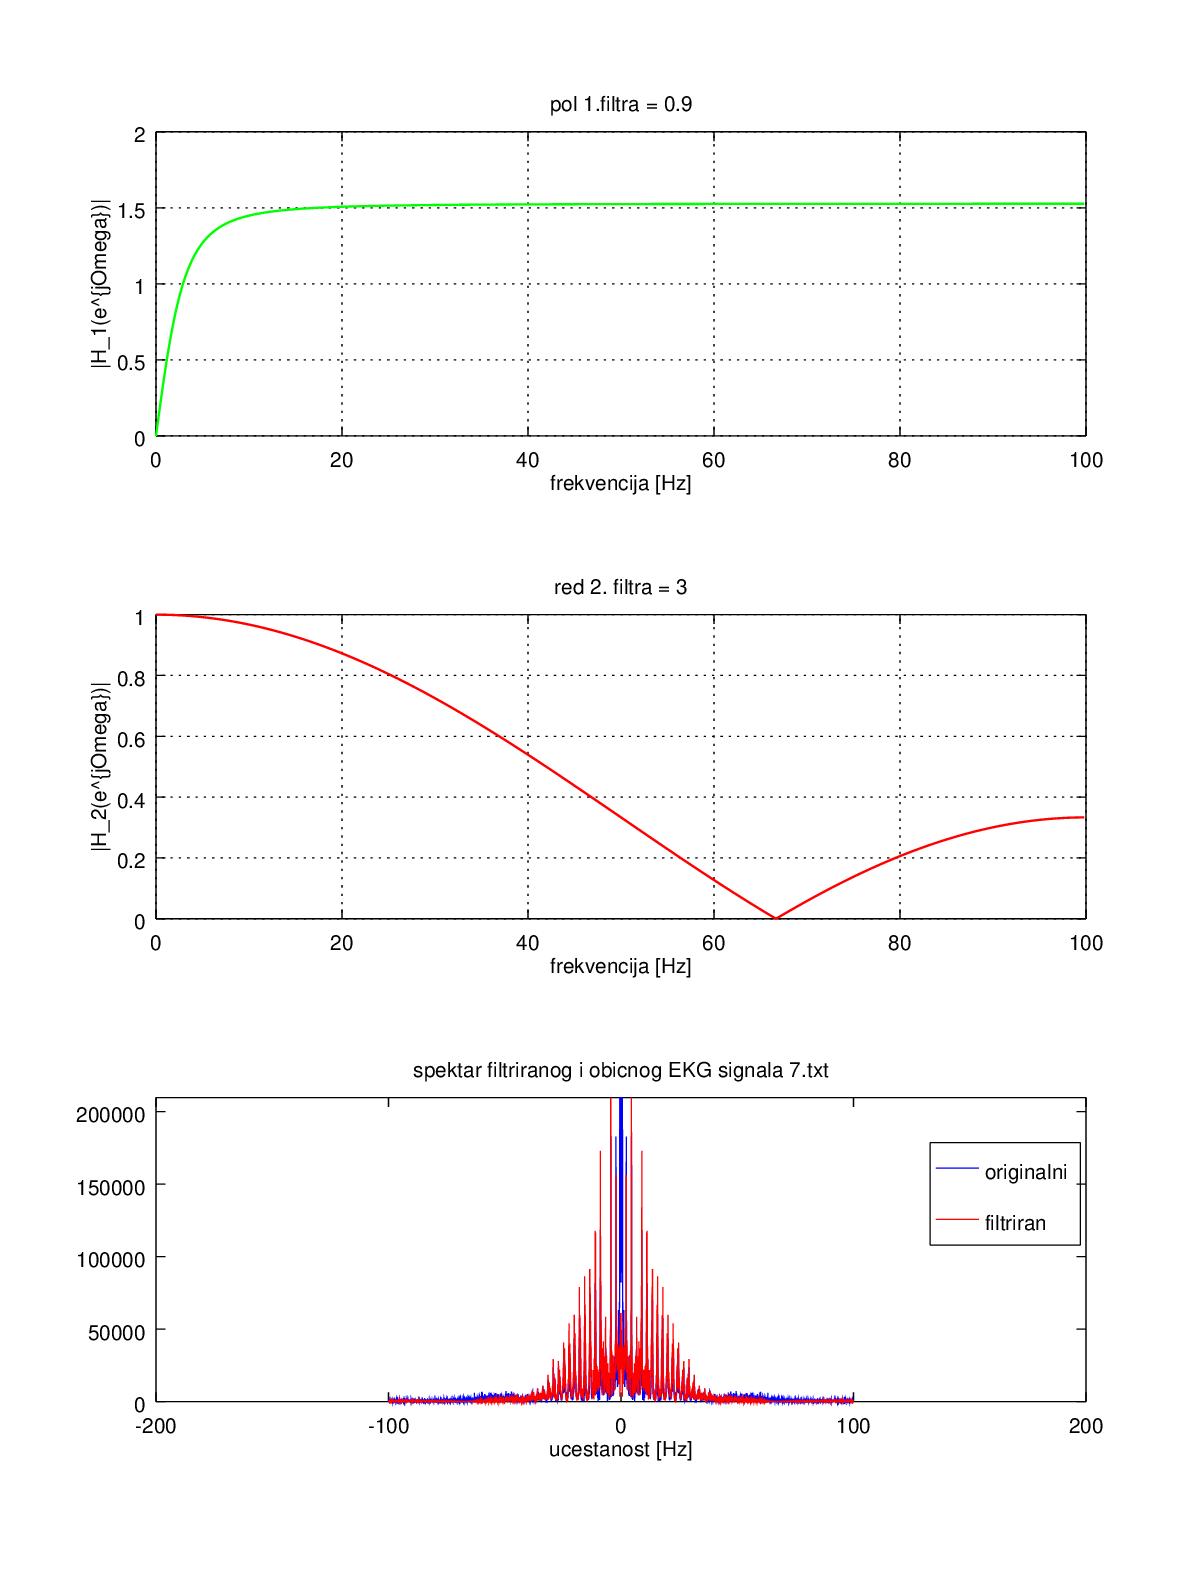 pol 1.filtra = 0.9
2
1.5
1
0.5
0
|H_1(e^{jOmega})|
0 20 40 60 80 100
frekvencija [Hz]
red 2. filtra = 3
1
0.8
0.6
0.4
0.2
0
|H_2(e^{jOmega})|
0 20 40 60 80 100
frekvencija [Hz]
spektar filtriranog i obicnog EKG signala 7.txt
200000
150000
100000
50000
0
originalni
filtriran
-200 -100 0 100 200
ucestanost [Hz]